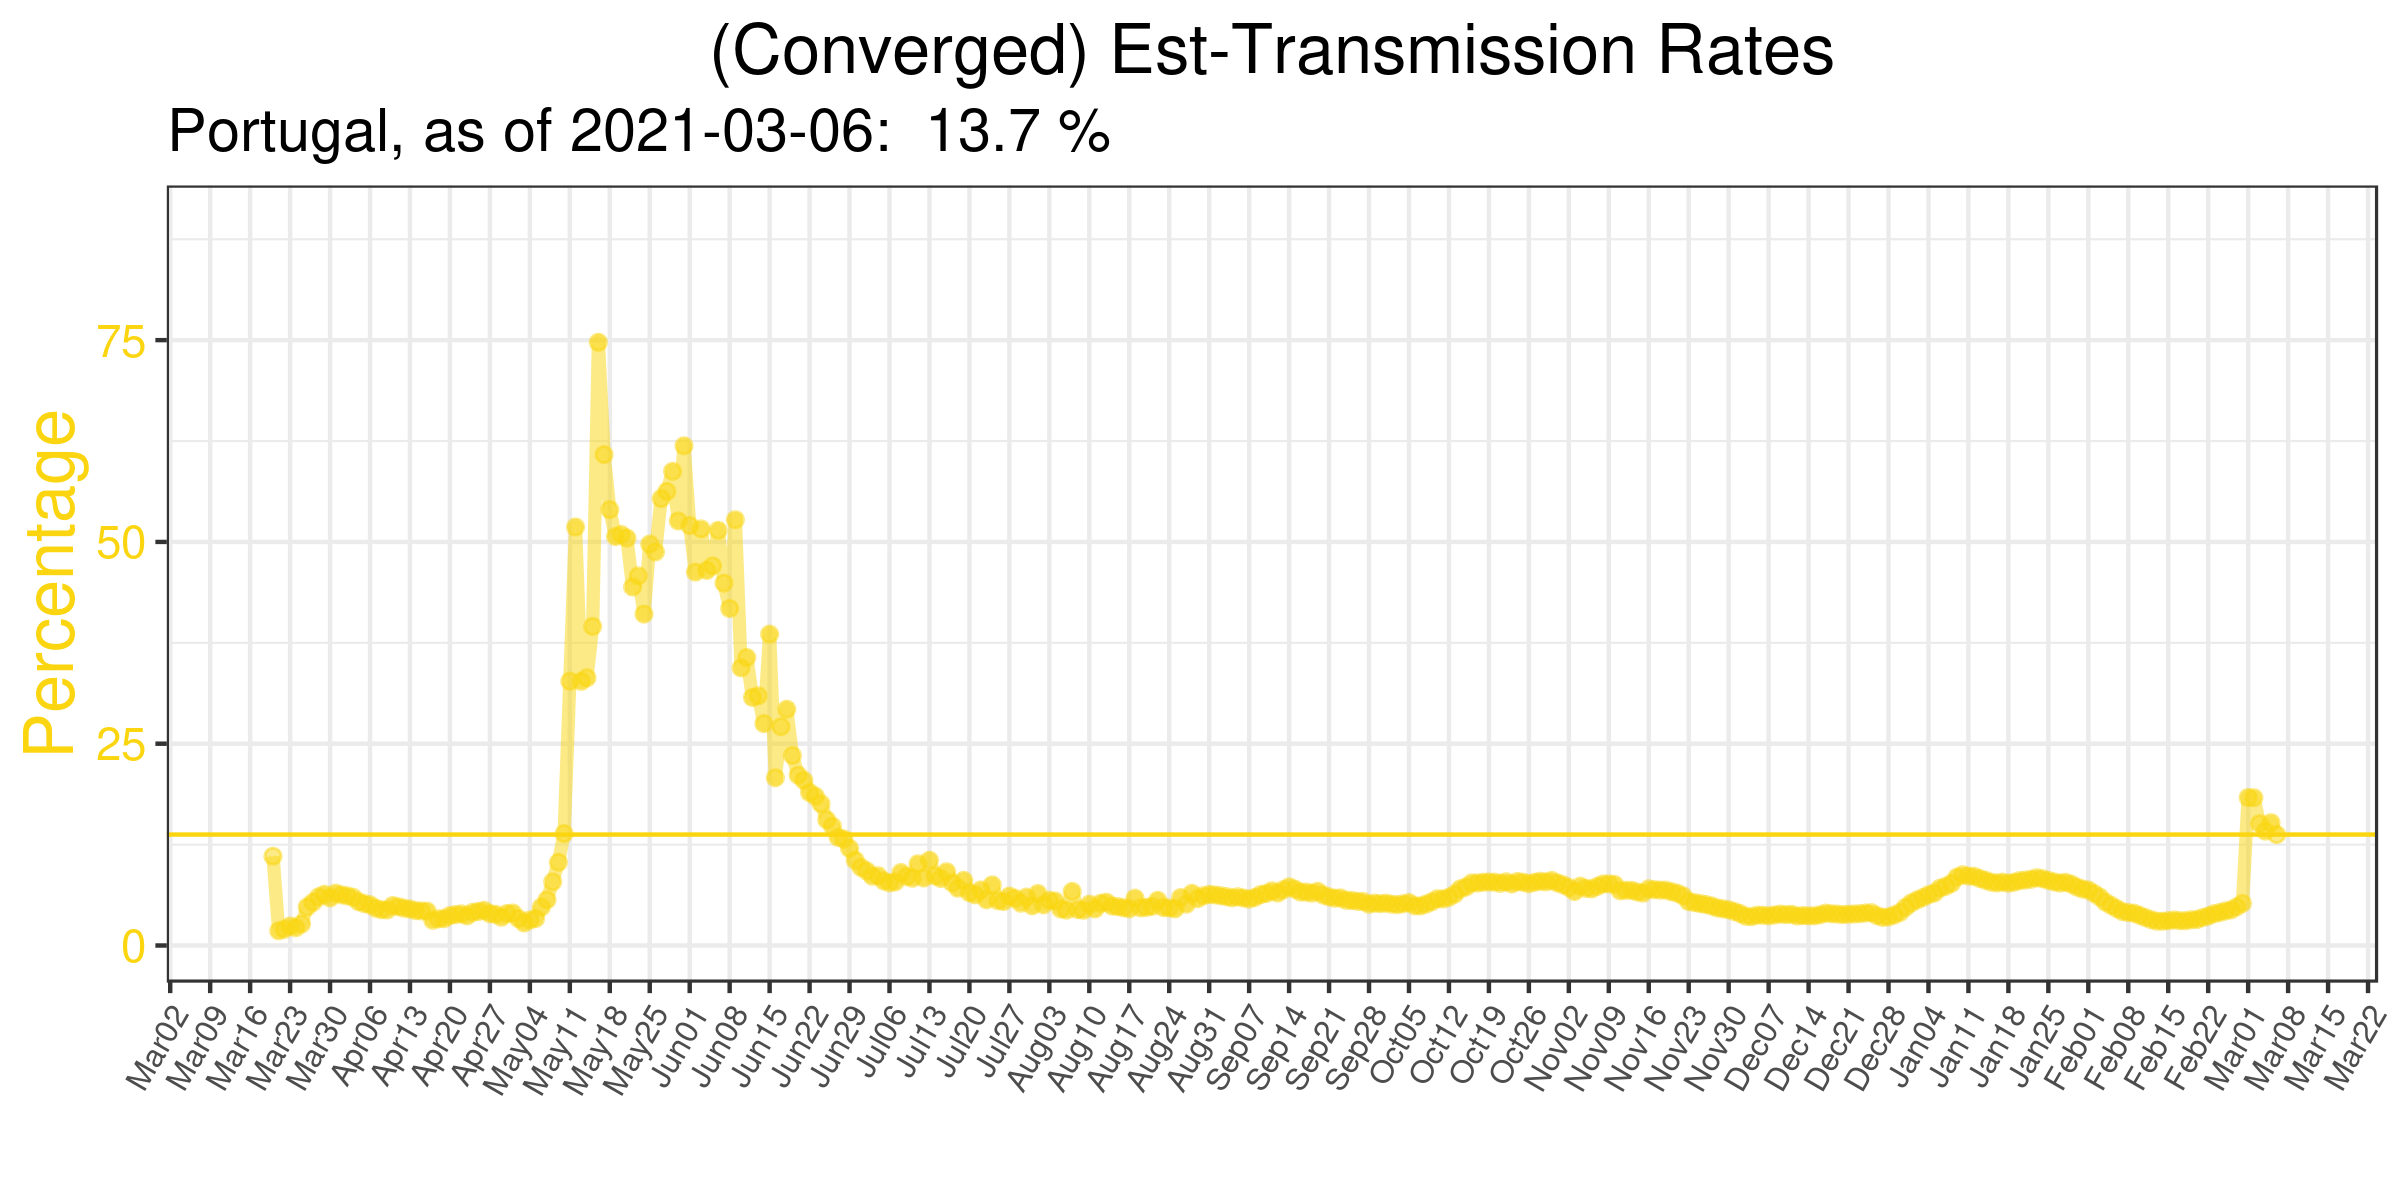 (Converged) Est-Transmission Rates
Portugal, as of 2021-03-06:  13.7 %
Percentage
75
50
25
0
Mar02 Mar09 Mar16 Mar23 Mar30 Apr06 Apr13 Apr20 Apr27 May04 May11 May18 May25 Jun01 Jun08 Jun15 Jun22 Jun29 Jul06 Jul13 Jul20 Jul27 Aug03 Aug10 Aug17 Aug24 Aug31 Sep07 Sep14 Sep21 Sep28 Oct05 Oct12 Oct19 Oct26 Nov02 Nov09 Nov16 Nov23 Nov30 Dec07 Dec14 Dec21 Dec28 Jan04 Jan11 Jan18 Jan25 Feb01 Feb08 Feb15 Feb22 Mar01 Mar08 Mar15 Mar22